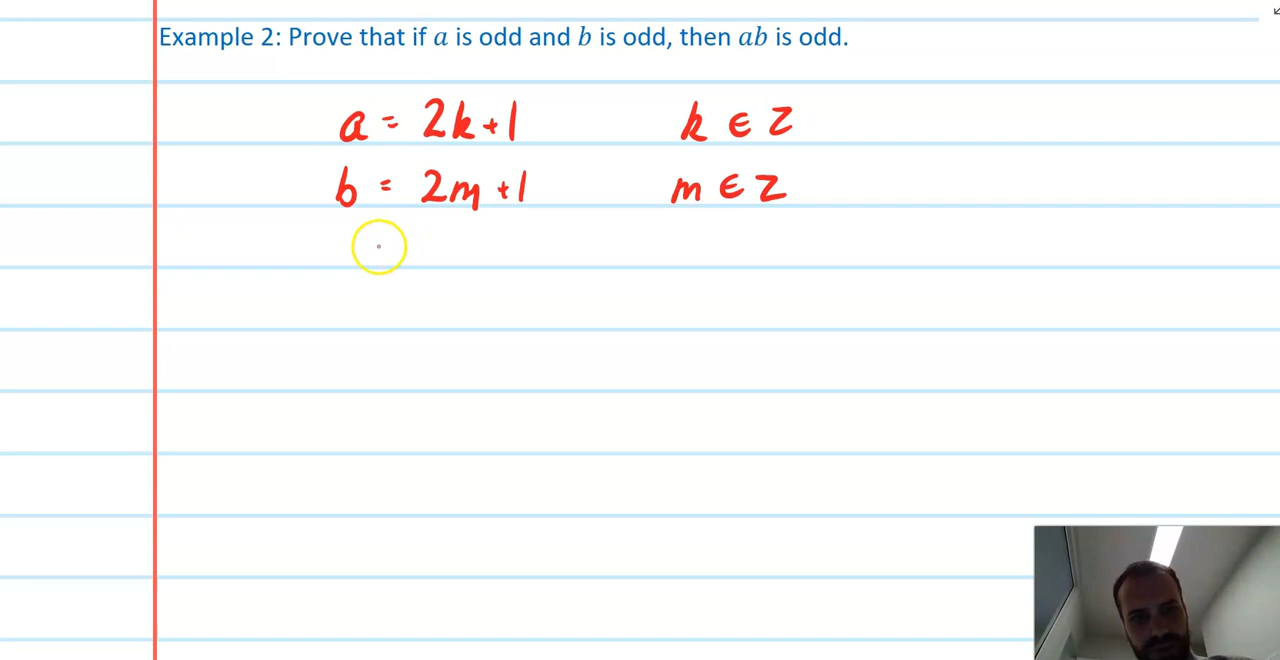 Example 2: Prove that if a is odd and b is odd, then ab is odd.
a = 2k+1 k ∈ Z
b = 2m+1 m ∈ Z